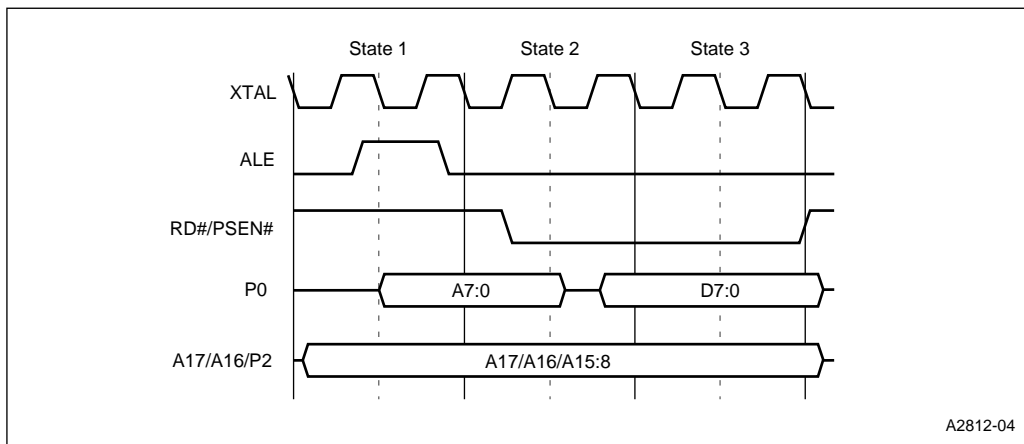 State 1 State 2 State 3
XTAL
ALE
RD#/PSEN#
P0 A7:0 D7:0
A17/A16/P2 A17/A16/A15:8
A2812-04